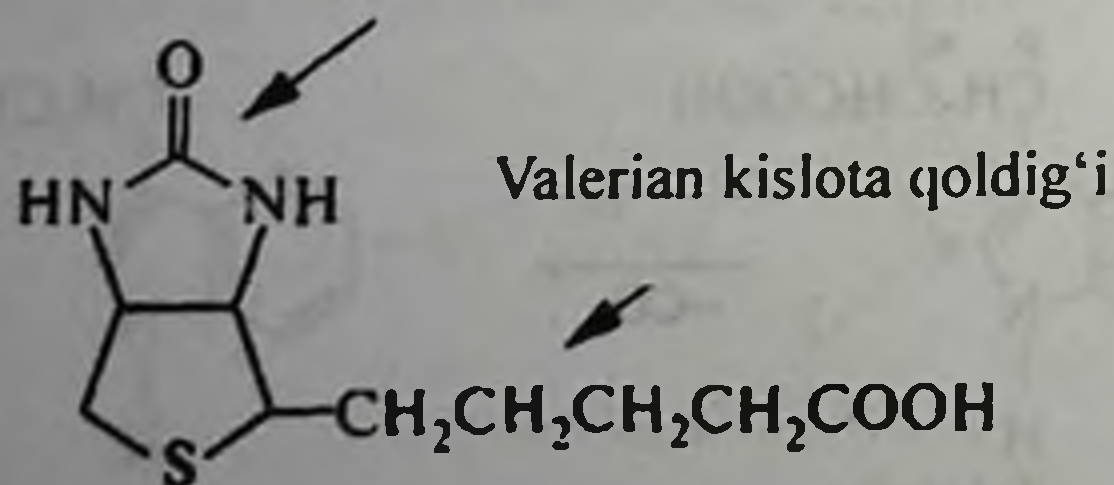 O
HN NH
Valerian kislota qoldig‘i
CH₂CH₂CH₂CH₂COOH
S